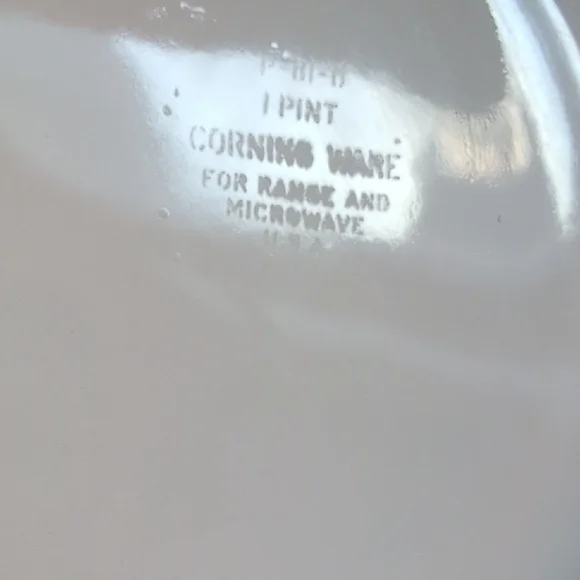 1 PINT
CORNING WARE
FOR RANGE AND
MICROWAVE
U.S.A.